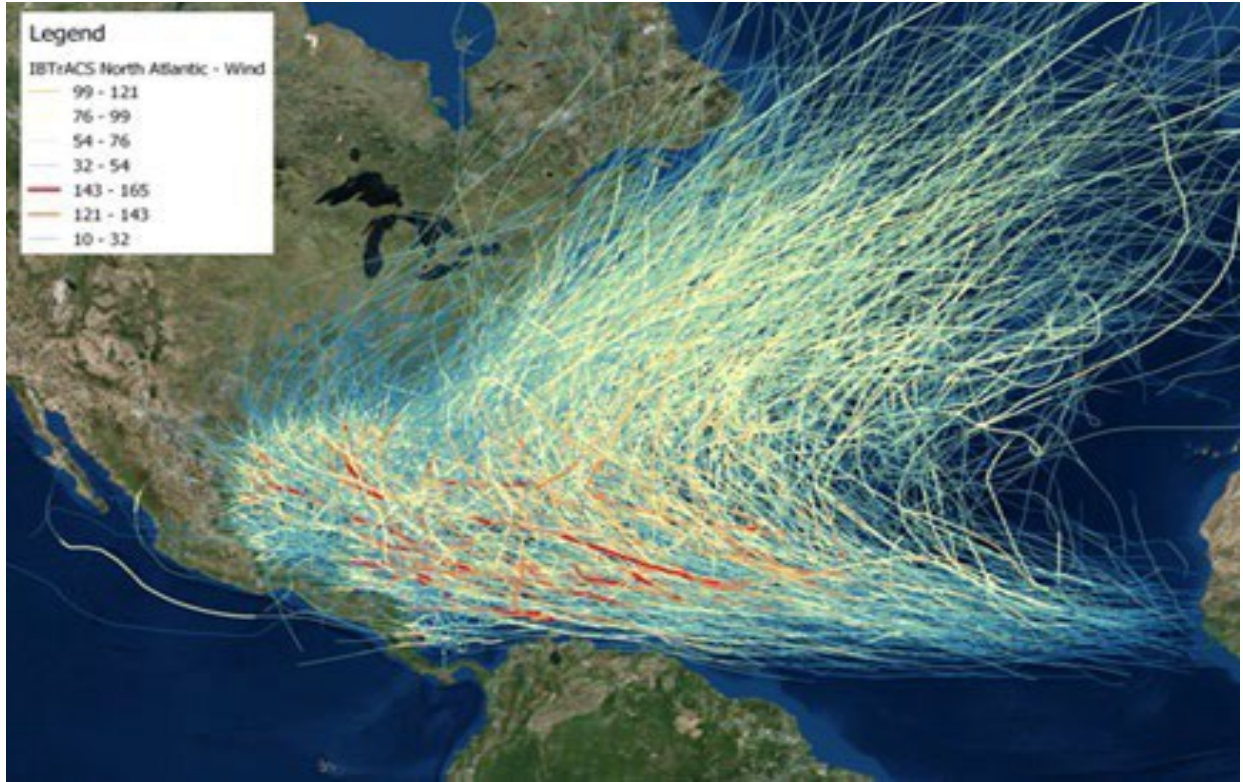 Legend
IBTrACS North Atlantic - Wind
99 - 121
76 - 99
54 - 76
32 - 54
143 - 165
121 - 143
10 - 32